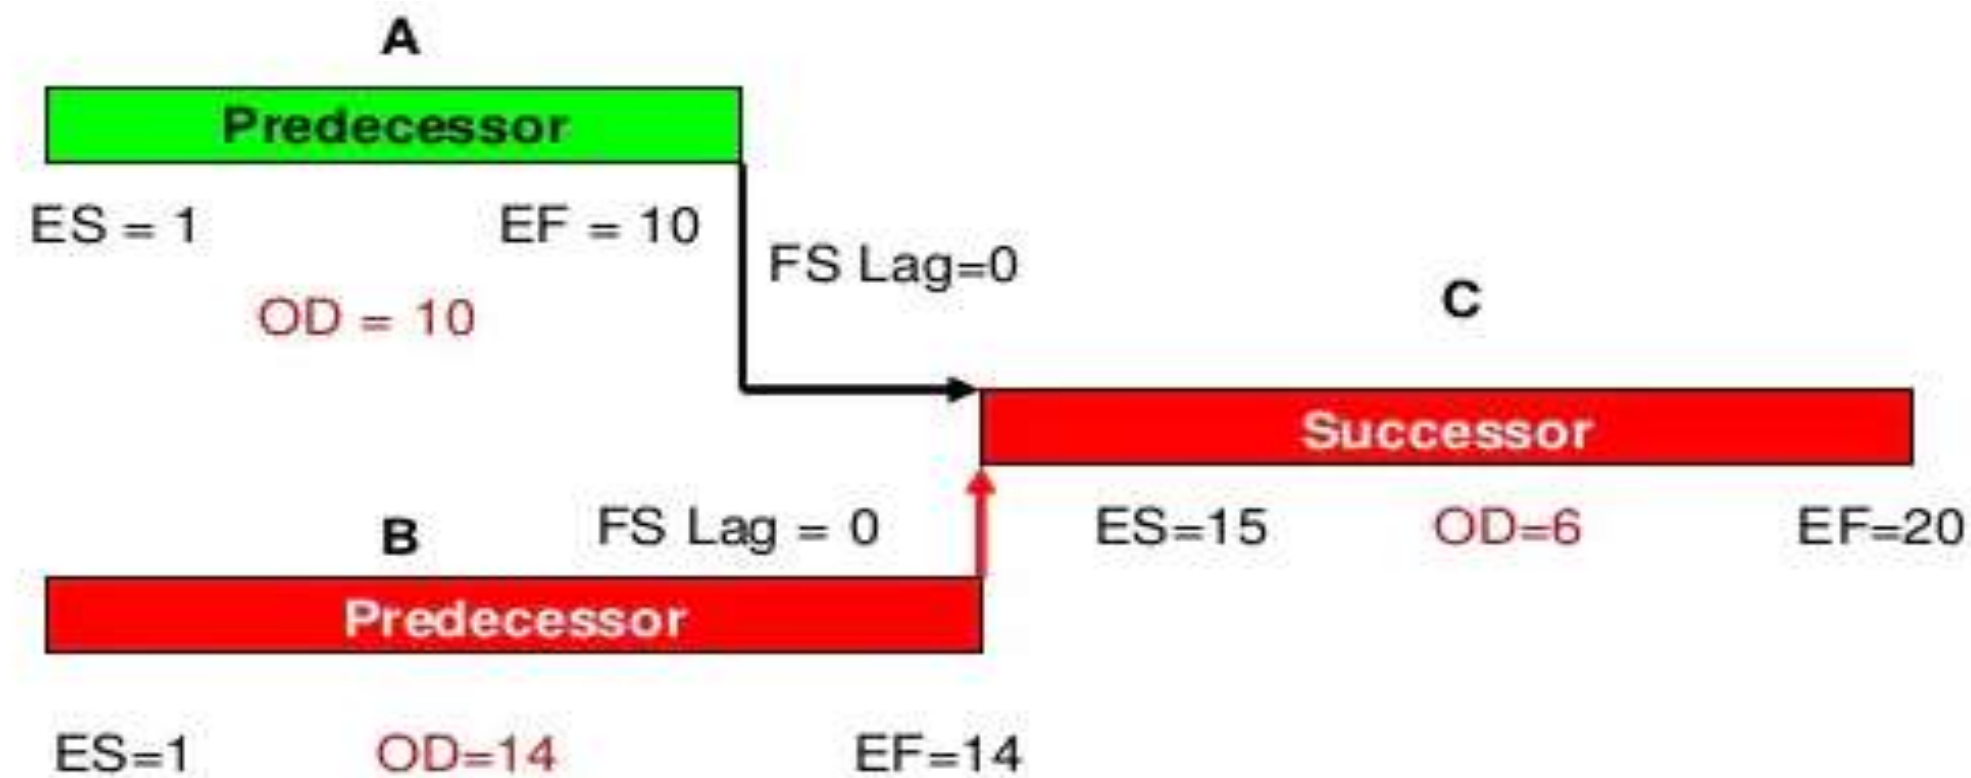 A
Predecessor
ES = 1
EF = 10
OD = 10
FS Lag=0
C
Successor
ES=15
OD=6
EF=20
FS Lag = 0
B
Predecessor
ES=1
OD=14
EF=14